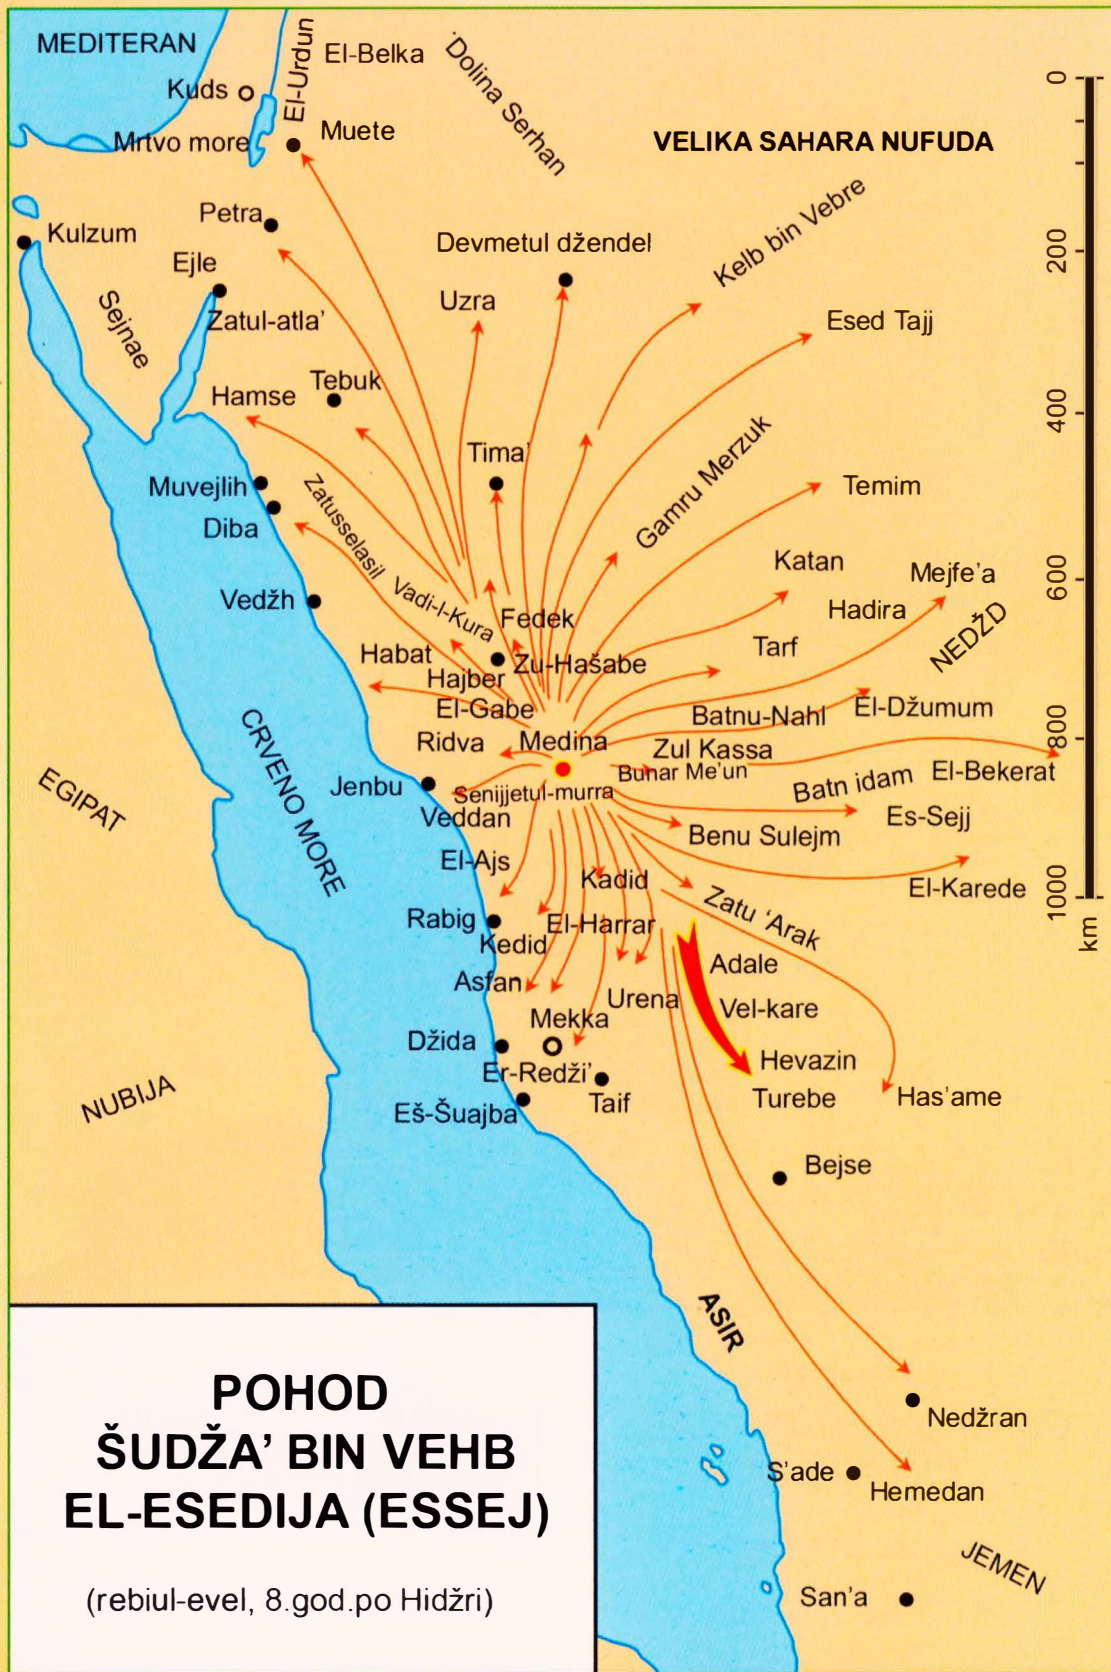 MEDITERAN
El-Urdun
El-Belka
'Dolina Serhan
Kuds
Mrtvo more
Muete
VELIKA SAHARA NUFUDA
0
Petra
Kulzum
Devmetul džendel
Kelb bin Vebre
200
Ejle
Sejnae
Zatul-atla'
Uzra
Esed Tajj
Hamse
Tebuk
400
Tima'
Gamru Merzuk
Temim
Muvejlih
Diba
Zatusselasil
Katan
Mejfe'a
600
Vedžh
Vadi-l-Kura
Fedek
Hadira
NEDŽD
Habat
Hajber
Zu-Hašabe
Tarf
El-Gabe
Batnu-Nahl
El-Džumum
CRVENO MORE
Ridva
Medina
Zul Kassa
800
Bunar Me'un
El-Bekerat
EGIPAT
Jenbu
Senijjetul-murra
Batn idam
Veddan
Es-Sejj
Benu Sulejm
El-Ajs
Kadid
El-Karede
1000
km
Rabig
El-Harrar
Zatu 'Arak
Kedid
Adale
Asfan
Urena
Vel-kare
Mekka
Džida
Hevazin
Er-Redži'
Taif
Turebe
Has'ame
NUBIJA
Eš-Šuajba
Bejse
ASIR
POHOD
ŠUDŽA' BIN VEHB
EL-ESEDIJA (ESSEJ)
(rebiul-evel, 8.god.po Hidžri)
Nedžran
S'ade
Hemedan
JEMEN
San'a